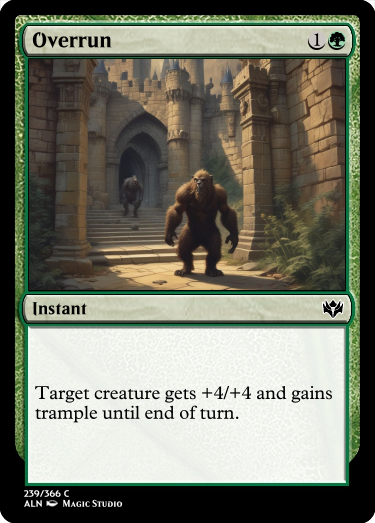 Overrun 1
Instant
Target creature gets +4/+4 and gains
trample until end of turn.
239/366 C
ALN Magic Studio